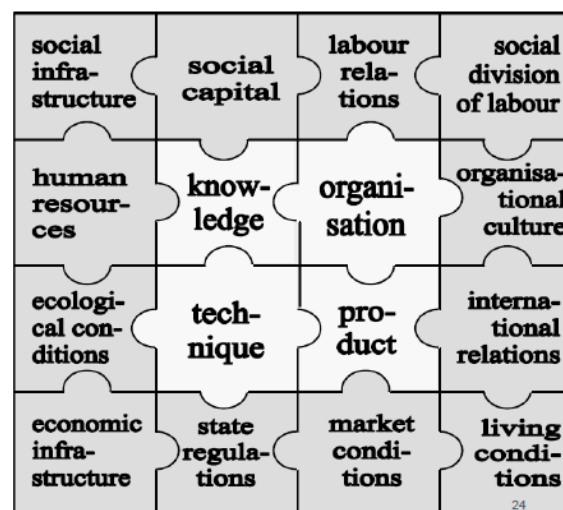 social
infra-
structure
social
capital
labour
rela-
tions
social
division
of labour
human
resour-
ces
know-
ledge
organi-
sation
organisa-
tional
culture
ecologi-
cal con-
ditions
tech-
nique
pro-
duct
interna-
tional
relations
economic
infra-
structure
state
regula-
tions
market
condi-
tions
living
condi-
tions
24